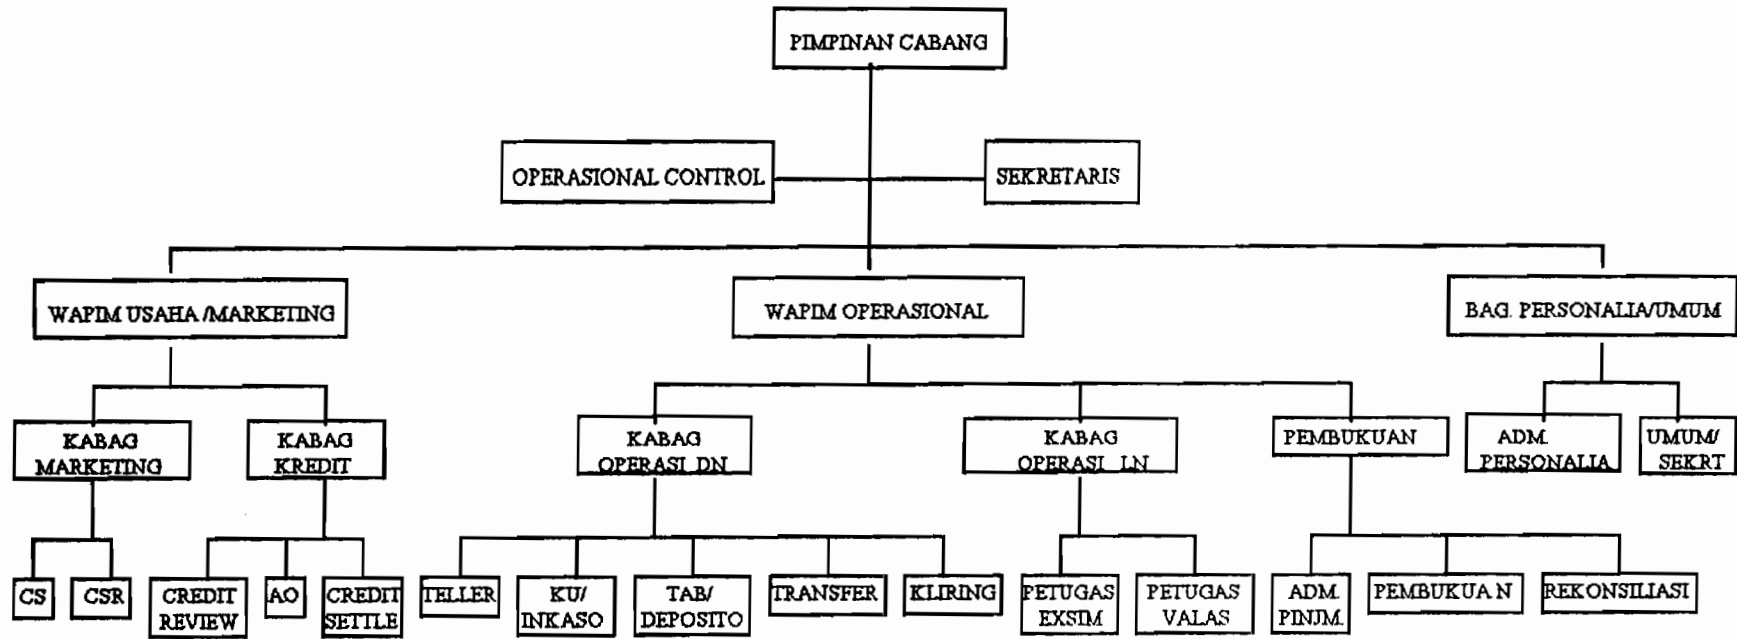 PIMPINAN CABANG
OPERASIONAL CONTROL
SEKRETARIS
WAPIM USAHA /MARKETING
WAPIM OPERASIONAL
BAG. PERSONALIA/UMUM
KABAG
MARKETING
KABAG
KREDIT
KABAG
OPERASI DN
KABAG
OPERASI LN
PEMBUKUAN
ADM.
PERSONALIA
UMUM/
SEKRT
CS
CSR
CREDIT
REVIEW
AO
CREDIT
SETTLE
TELLER
KU/
INKASO
TAB/
DEPOSITO
TRANSFER
KLIRING
PETUGAS
EXSIM
PETUGAS
VALAS
ADM.
PINJM.
PEMBUKUA N
REKONSILIASI